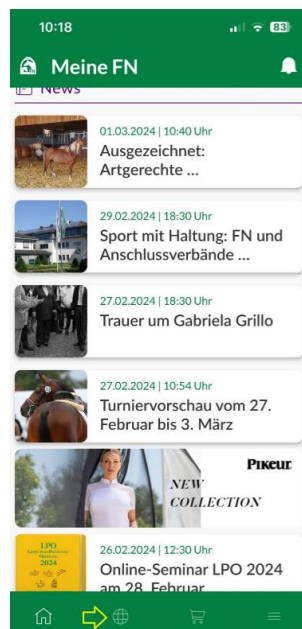 10:18
83
Meine FN
News
01.03.2024 | 10:40 Uhr
Ausgezeichnet:
Artgerechte ...
29.02.2024 | 18:30 Uhr
Sport mit Haltung: FN und
Anschlussverbände ...
27.02.2024 | 18:30 Uhr
Trauer um Gabriela Grillo
27.02.2024 | 10:54 Uhr
Turniervorschau vom 27.
Februar bis 3. März
PIKEUR
NEW
COLLECTION
26.02.2024 | 12:30 Uhr
Online-Seminar LPO 2024
am 28. Februar
LPO
2024